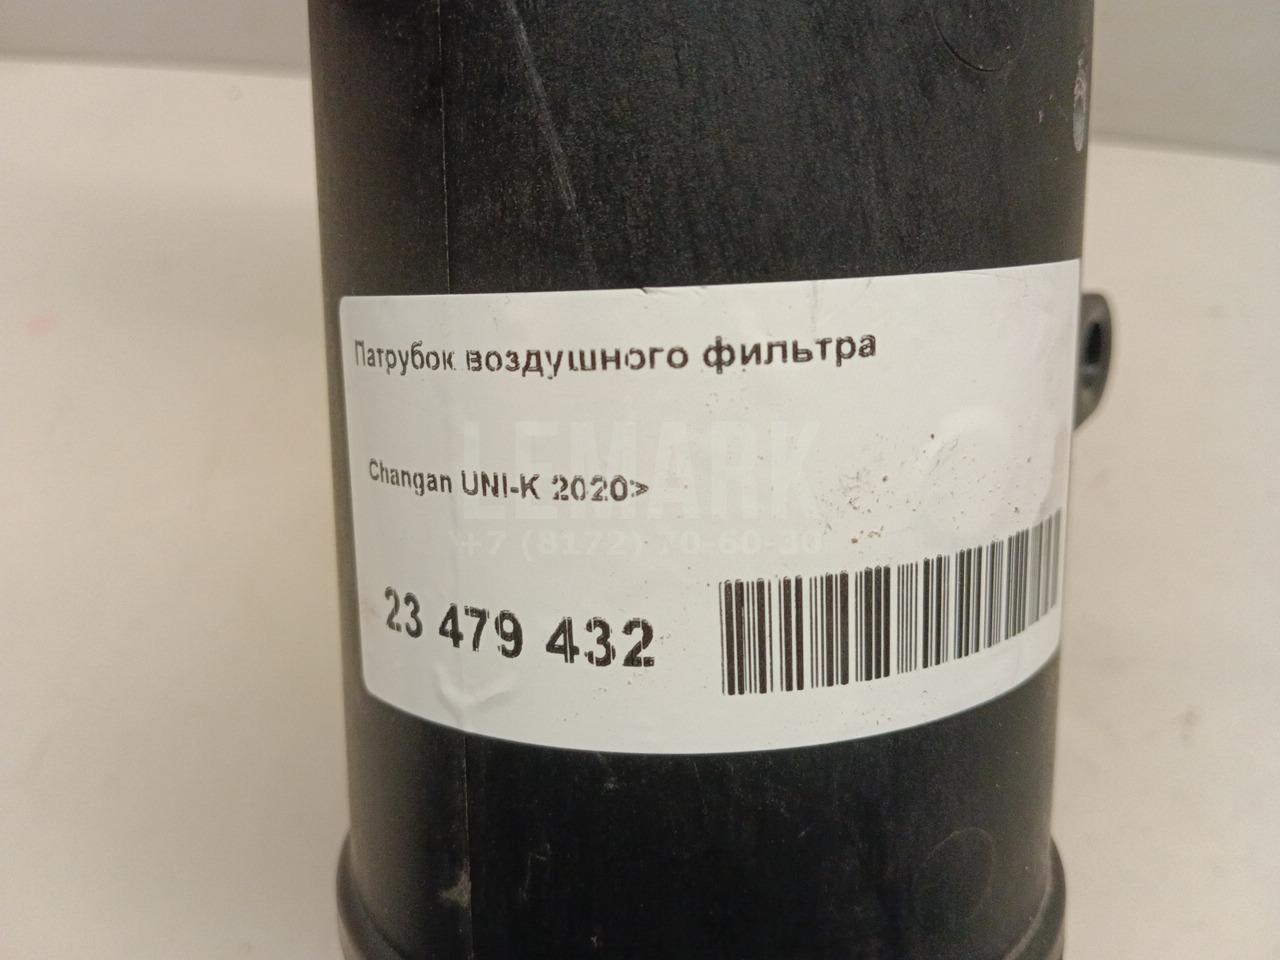 Патрубок воздушного фильтра
LEMARK
Changan UNI-K 2020>
+7 (8172) 70-60-30
23 479 432